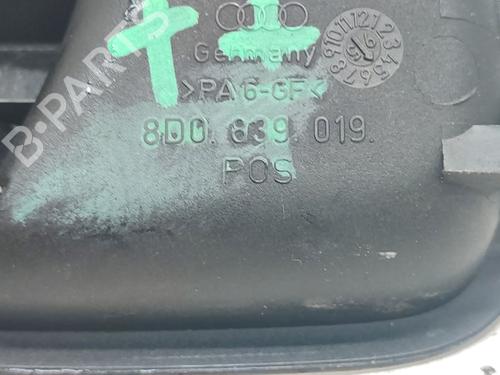 Germany
>PA6-GF<
8D0. 839. 019.
POS
B-PARTS